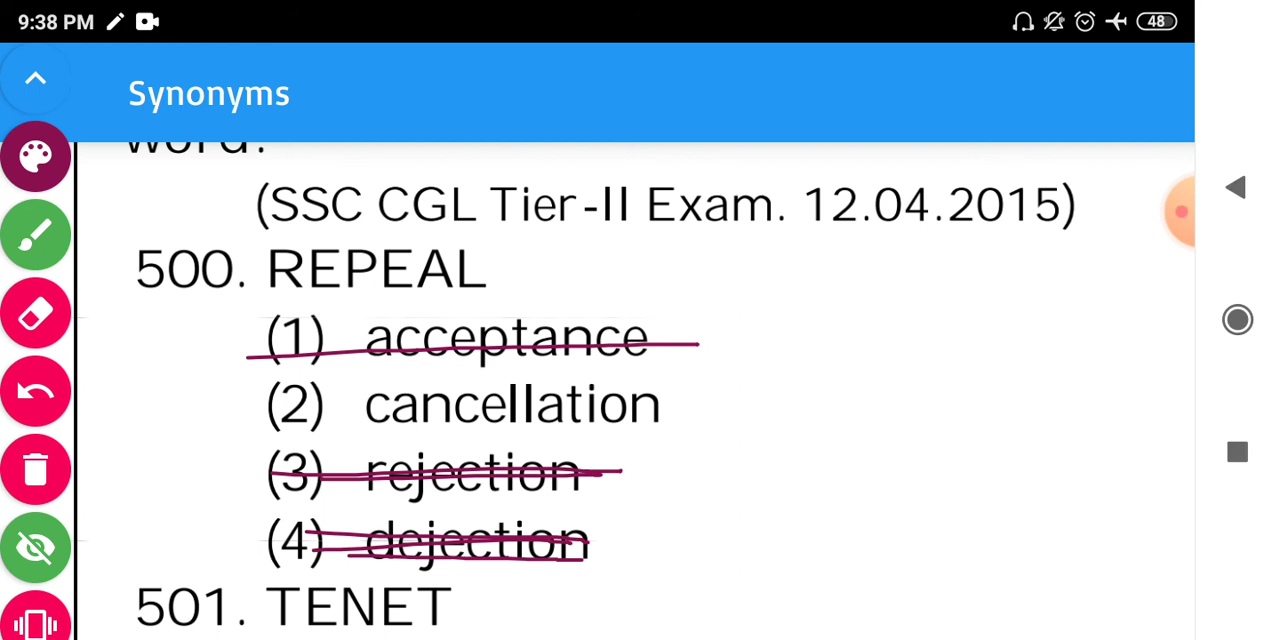 9:38 PM
48
Synonyms
word.
(SSC CGL Tier-II Exam. 12.04.2015)
500. REPEAL
(1) acceptance
(2) cancellation
(3) rejection
(4) dejection
501. TENET